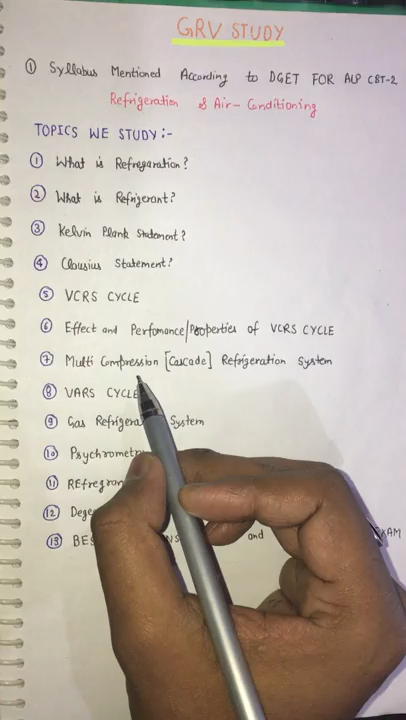 GRV STUDY
① Syllabus Mentioned According to DGET FOR ALP CBT-2
Refrigeration & Air-Conditioning
TOPICS WE STUDY:-
① What is Refregaration?
② What is Refrigerant?
③ Kelvin Plank Statement?
④ Clausius Statement?
⑤ VCRS CYCLE
⑥ Effect and Perfomance/Properties of VCRS CYCLE
⑦ Multi Compression [Cascade] Refrigeration System
⑧ VARS CYCLE
⑨ Gas Refrigera System
⑩ Psychrometr
⑪ REfregran
⑫
⑬ BES and EXAM